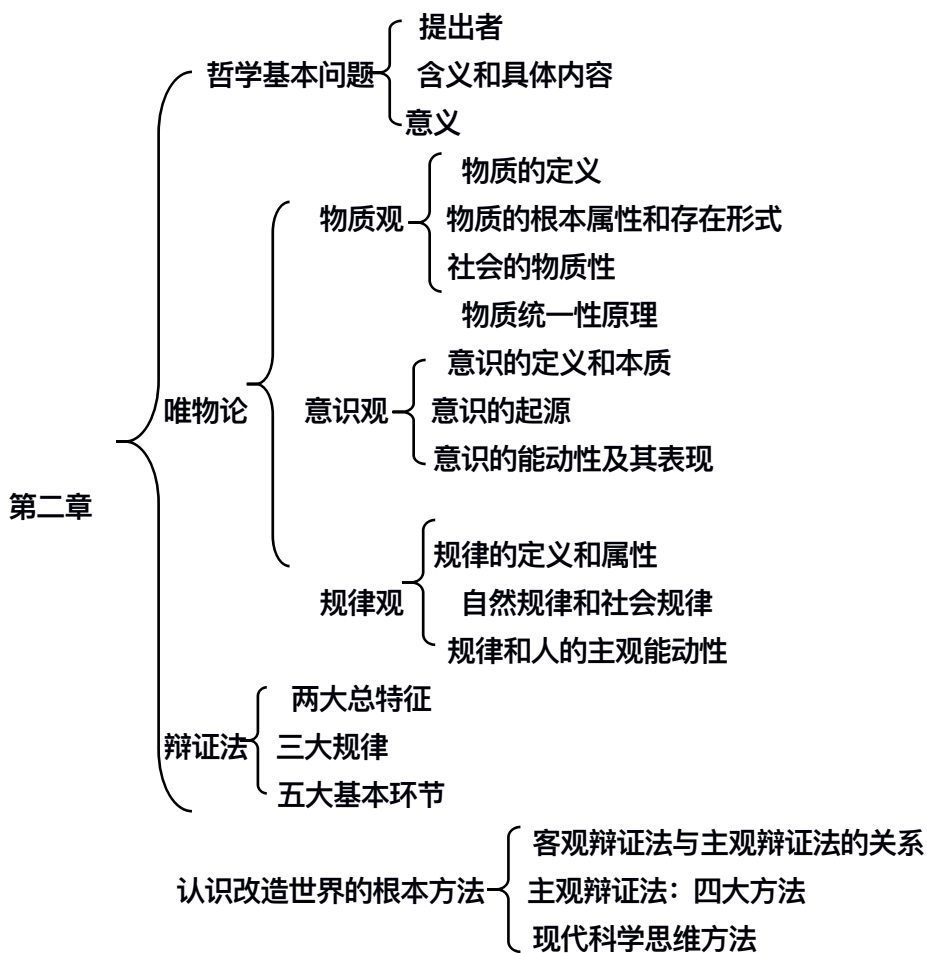 提出者
哲学基本问题
含义和具体内容
意义
物质的定义
物质观
物质的根本属性和存在形式
社会的物质性
物质统一性原理
意识的定义和本质
唯物论
意识观
意识的起源
意识的能动性及其表现
第二章
规律的定义和属性
规律观
自然规律和社会规律
规律和人的主观能动性
两大总特征
辩证法
三大规律
五大基本环节
客观辩证法与主观辩证法的关系
认识改造世界的根本方法
主观辩证法：四大方法
现代科学思维方法